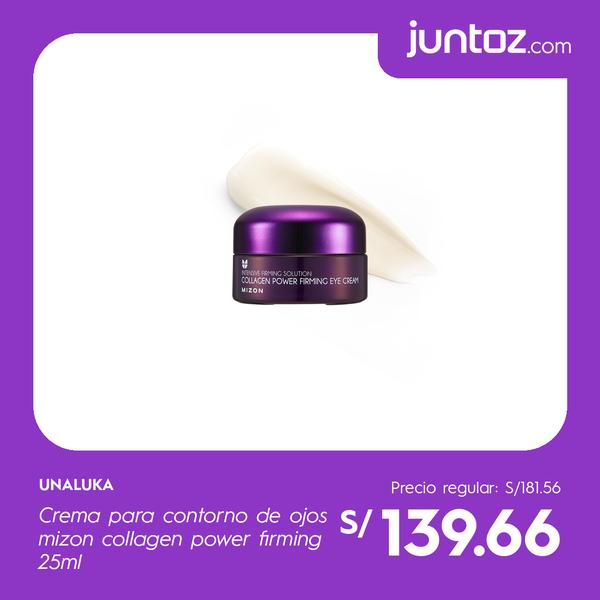 juntoz.com
INTENSIVE FIRMING SOLUTION
COLLAGEN POWER FIRMING EYE CREAM
MIZON
UNALUKA
Crema para contorno de ojos
mizon collagen power firming
25ml
Precio regular: S/181.56
S/139.66